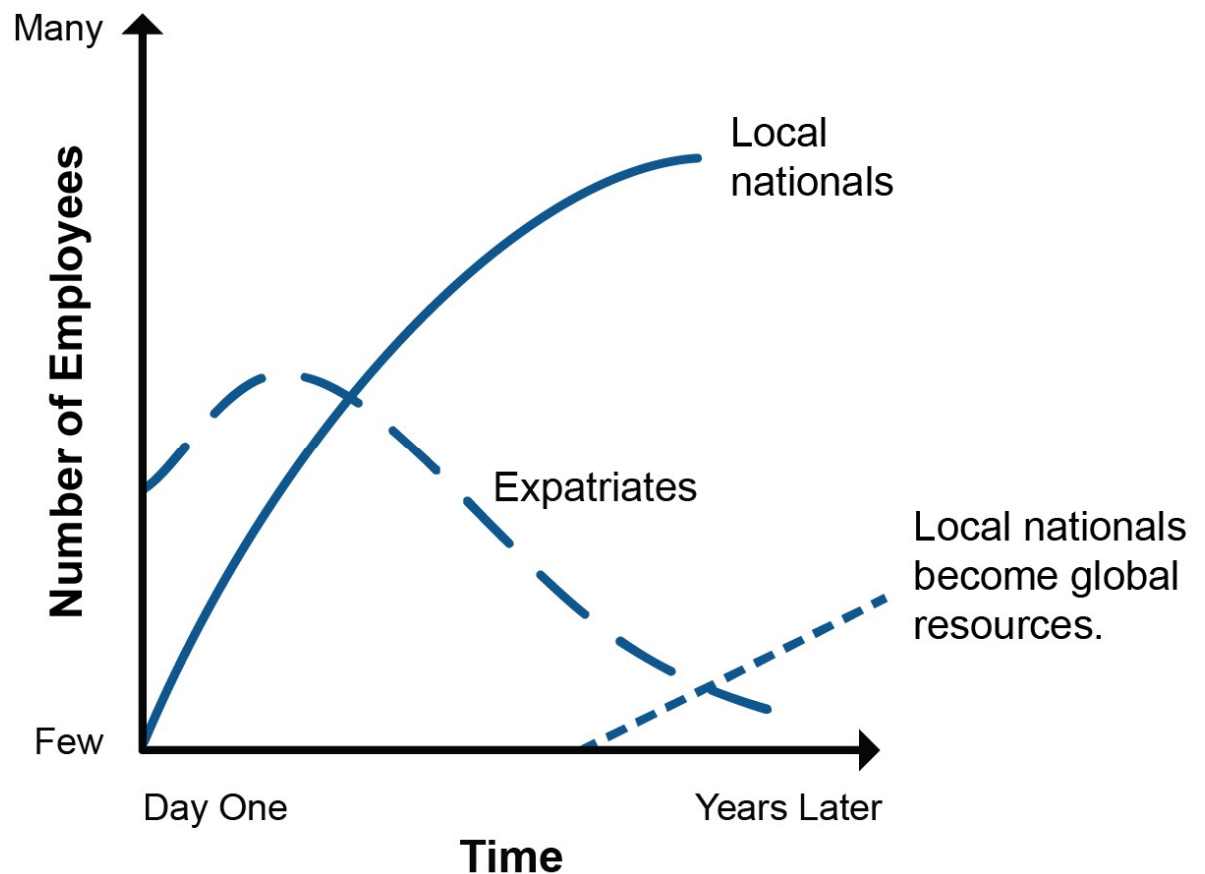 Many
Number of Employees
Local
nationals
Expatriates
Local nationals
become global
resources.
Few
Day One
Years Later
Time